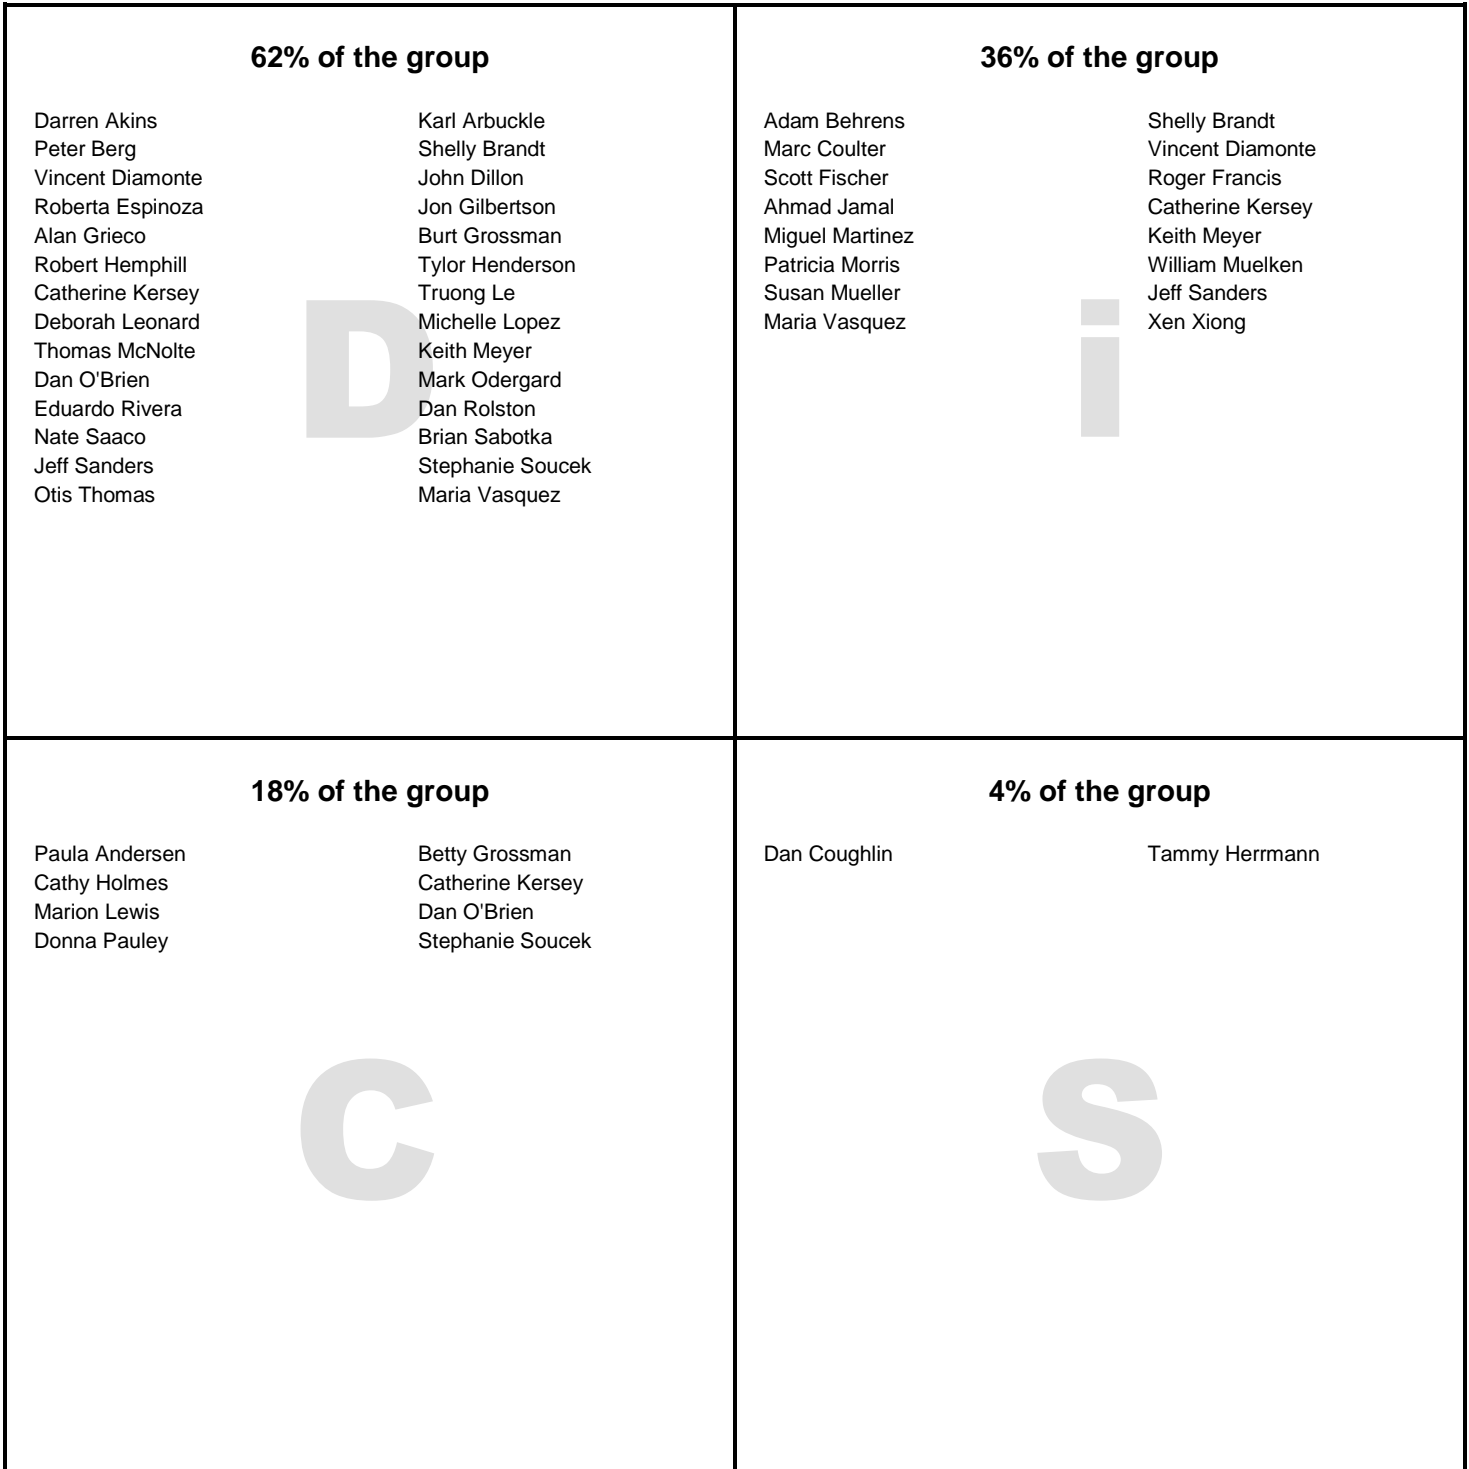 62% of the group
Darren Akins Karl Arbuckle
Peter Berg Shelly Brandt
Vincent Diamonte John Dillon
Roberta Espinoza Jon Gilbertson
Alan Grieco Burt Grossman
Robert Hemphill Tylor Henderson
Catherine Kersey Truong Le
Deborah Leonard Michelle Lopez
Thomas McNolte Keith Meyer
Dan O'Brien Mark Odergard
Eduardo Rivera Dan Rolston
Nate Saaco Brian Sabotka
Jeff Sanders Stephanie Soucek
Otis Thomas Maria Vasquez
D
36% of the group
Adam Behrens Shelly Brandt
Marc Coulter Vincent Diamonte
Scott Fischer Roger Francis
Ahmad Jamal Catherine Kersey
Miguel Martinez Keith Meyer
Patricia Morris William Muelken
Susan Mueller Jeff Sanders
Maria Vasquez Xen Xiong
i
18% of the group
Paula Andersen Betty Grossman
Cathy Holmes Catherine Kersey
Marion Lewis Dan O'Brien
Donna Pauley Stephanie Soucek
C
4% of the group
Dan Coughlin Tammy Herrmann
S